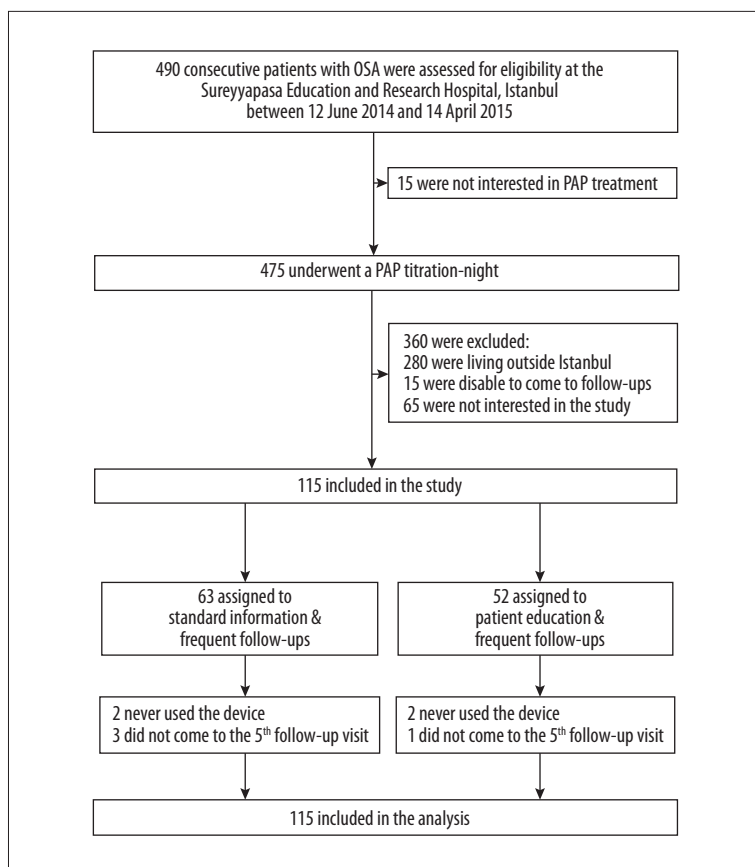 490 consecutive patients with OSA were assessed for eligibility at the
Sureyyapasa Education and Research Hospital, Istanbul
between 12 June 2014 and 14 April 2015
15 were not interested in PAP treatment
475 underwent a PAP titration-night
360 were excluded:
280 were living outside Istanbul
15 were disable to come to follow-ups
65 were not interested in the study
115 included in the study
63 assigned to
standard information &
frequent follow-ups
52 assigned to
patient education &
frequent follow-ups
2 never used the device
3 did not come to the 5th follow-up visit
2 never used the device
1 did not come to the 5th follow-up visit
115 included in the analysis